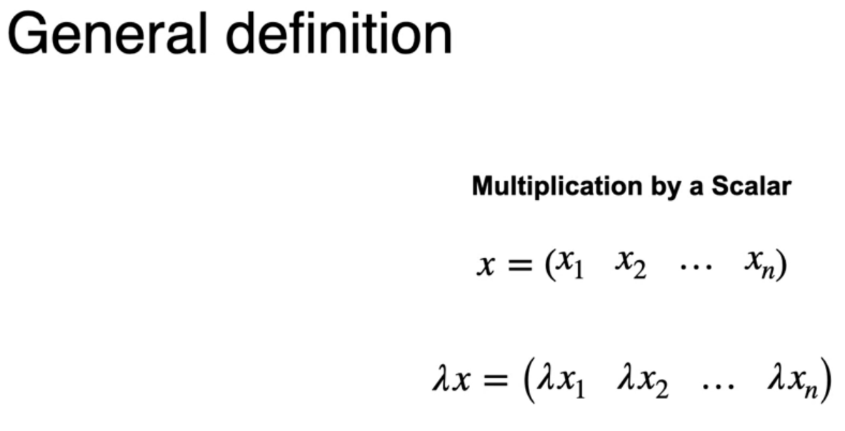 General definition
Multiplication by a Scalar
x = (x₁ x₂ … xₙ)
λx = (λx₁ λx₂ … λxₙ)